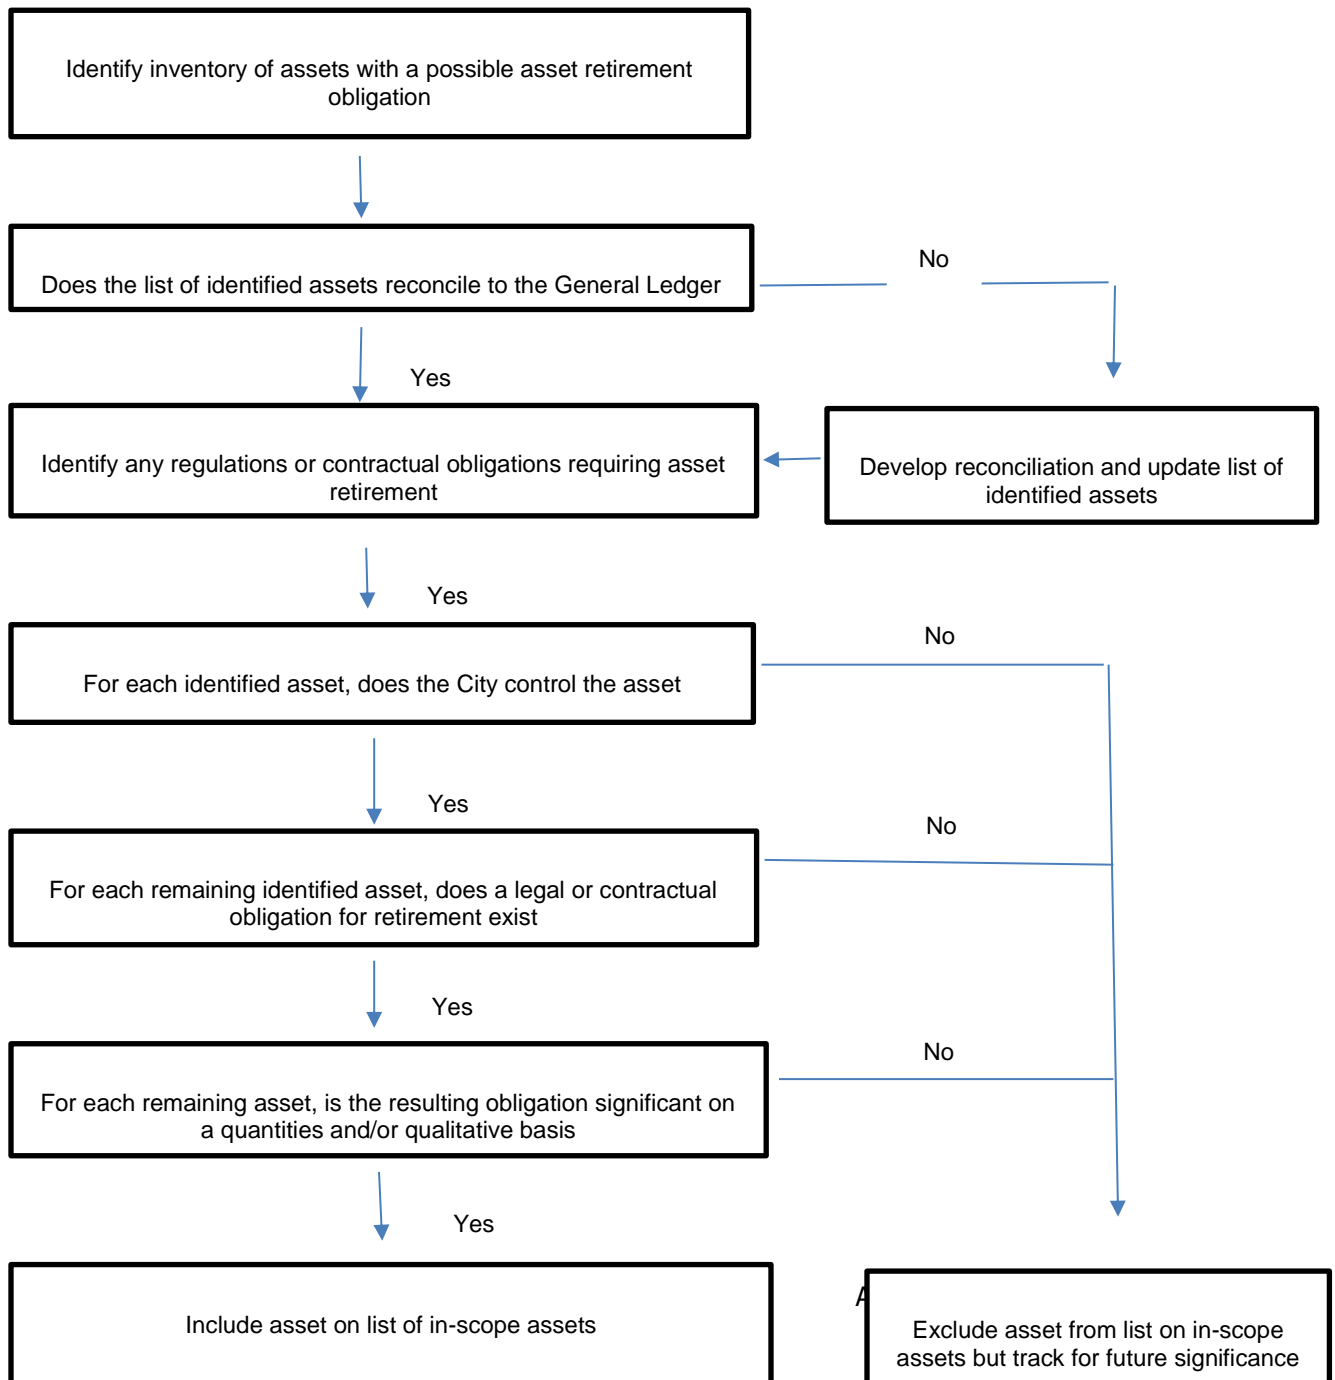 Identify inventory of assets with a possible asset retirement
obligation
Does the list of identified assets reconcile to the General Ledger
No
Yes
Identify any regulations or contractual obligations requiring asset
retirement
Develop reconciliation and update list of
identified assets
Yes
For each identified asset, does the City control the asset
No
Yes
For each remaining identified asset, does a legal or contractual
obligation for retirement exist
No
Yes
For each remaining asset, is the resulting obligation significant on
a quantities and/or qualitative basis
No
Yes
Include asset on list of in-scope assets
Exclude asset from list on in-scope
assets but track for future significance